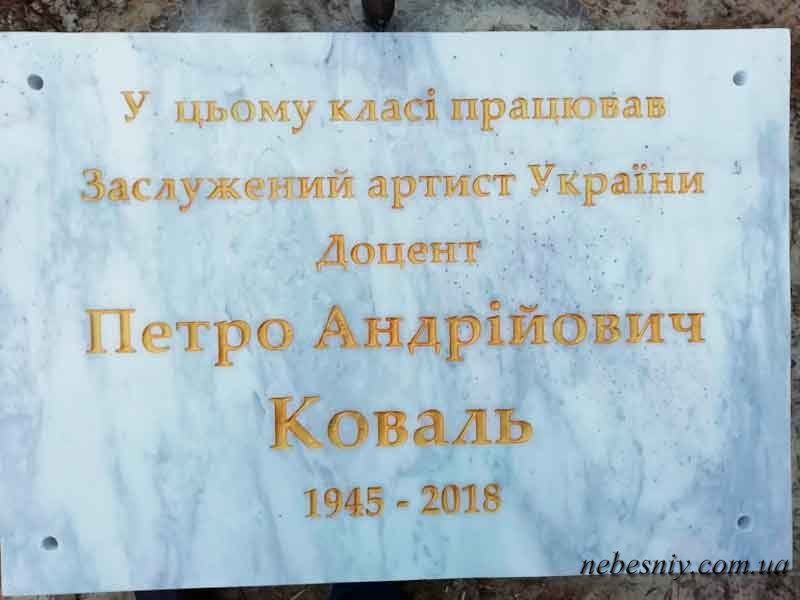 У цьому класі працював
Заслужений артист України
Доцент
Петро Андрійович
Коваль
1945 - 2018
nebesniy.com.ua